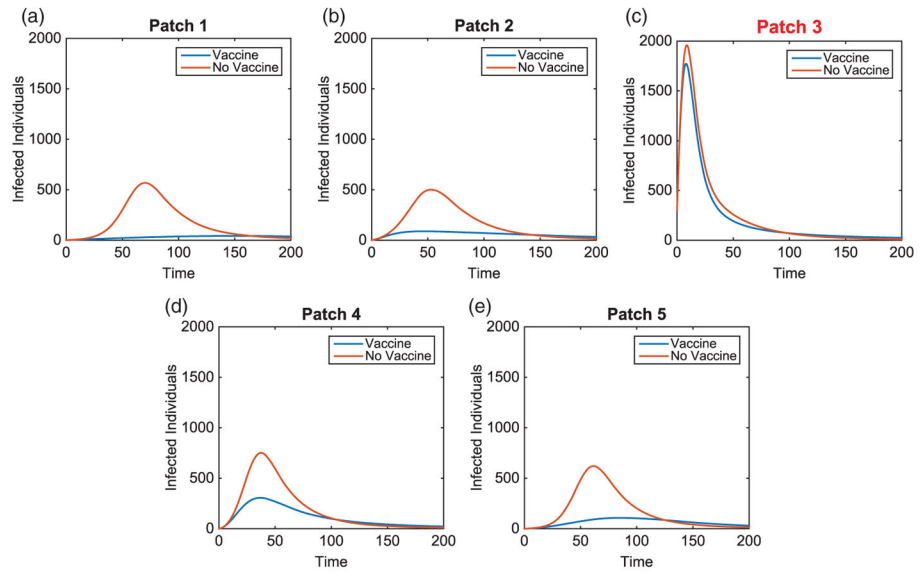 (a)
Patch 1
2000
1500
1000
500
0
0
50
100
150
200
Infected Individuals
Time
Vaccine
No Vaccine
(b)
Patch 2
2000
1500
1000
500
0
0
50
100
150
200
Infected Individuals
Time
Vaccine
No Vaccine
(c)
Patch 3
2000
1500
1000
500
0
0
50
100
150
200
Infected Individuals
Time
Vaccine
No Vaccine
(d)
Patch 4
2000
1500
1000
500
0
0
50
100
150
200
Infected Individuals
Time
Vaccine
No Vaccine
(e)
Patch 5
2000
1500
1000
500
0
0
50
100
150
200
Infected Individuals
Time
Vaccine
No Vaccine